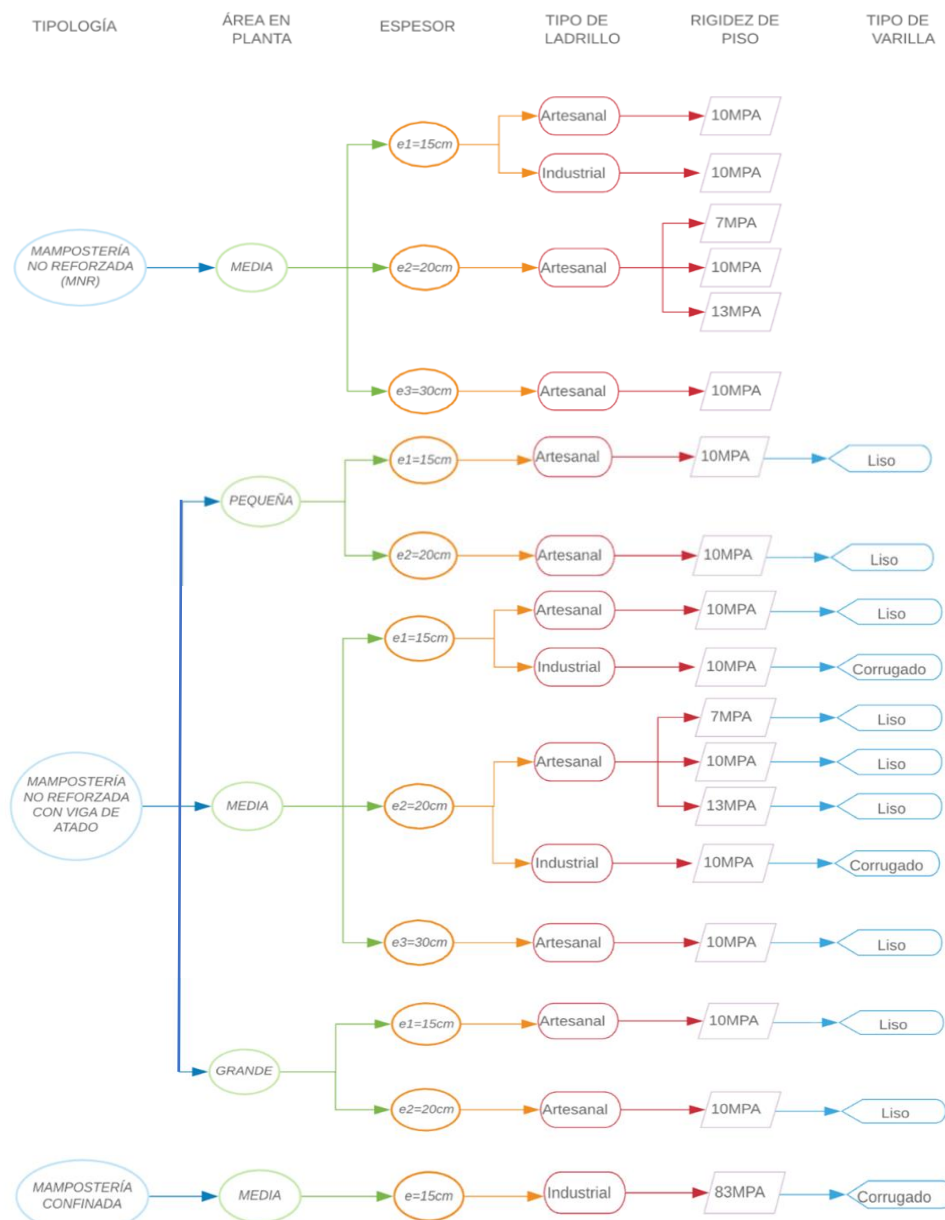 TIPOLOGÍA
ÁREA EN
PLANTA
ESPESOR
TIPO DE
LADRILLO
RIGIDEZ DE
PISO
TIPO DE
VARILLA
MAMPOSTERÍA
NO REFORZADA
(MNR)
MEDIA
e1=15cm
Artesanal
10MPA
Industrial
10MPA
e2=20cm
Artesanal
7MPA
10MPA
13MPA
e3=30cm
Artesanal
10MPA
MAMPOSTERÍA
NO REFORZADA
CON VIGA DE
ATADO
PEQUEÑA
e1=15cm
Artesanal
10MPA
Liso
e2=20cm
Artesanal
10MPA
Liso
MEDIA
e1=15cm
Artesanal
10MPA
Liso
Industrial
10MPA
Corrugado
e2=20cm
Artesanal
7MPA
Liso
10MPA
Liso
13MPA
Liso
Industrial
10MPA
Corrugado
e3=30cm
Artesanal
10MPA
Liso
GRANDE
e1=15cm
Artesanal
10MPA
Liso
e2=20cm
Artesanal
10MPA
Liso
MAMPOSTERÍA
CONFINADA
MEDIA
e=15cm
Industrial
83MPA
Corrugado